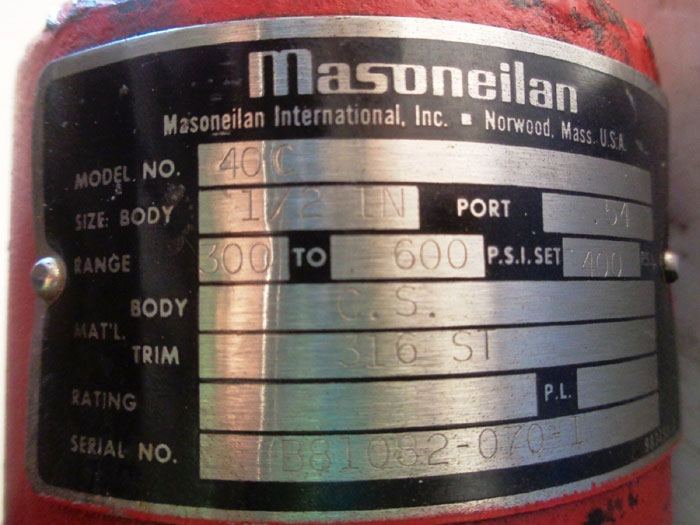 Masoneilan
Masoneilan International, Inc. ▪ Norwood, Mass. U.S.A.
MODEL NO. 40C
SIZE: BODY 1/2 IN PORT .54
RANGE 300 TO 600 P.S.I. SET 400
BODY C.S.
MAT'L.
TRIM 316 ST
RATING P.L.
SERIAL NO. B81082-070-1